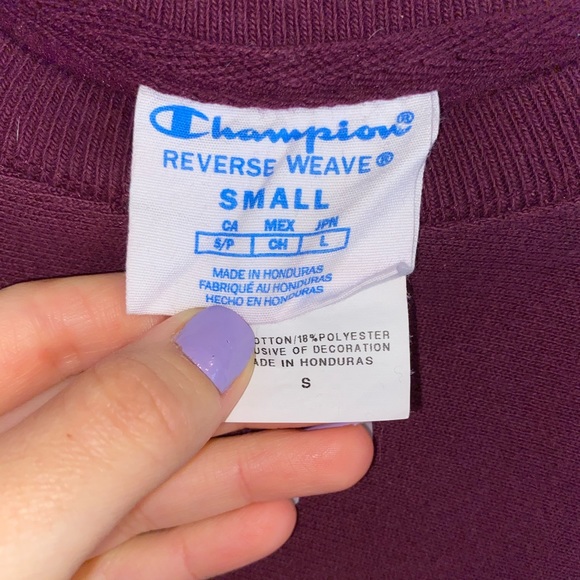 Champion®
REVERSE WEAVE®
SMALL
CA MEX JPN
S/P CH L
MADE IN HONDURAS
FABRIQUÉ AU HONDURAS
HECHO EN HONDURAS
OTTON/18%POLYESTER
USIVE OF DECORATION
ADE IN HONDURAS
S